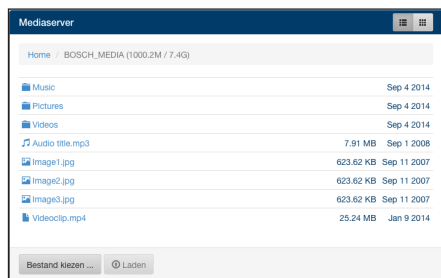 Mediaserver
Home / BOSCH_MEDIA (1000.2M / 7.4G)
Music Sep 4 2014
Pictures Sep 4 2014
Videos Sep 4 2014
Audio title.mp3 7.91 MB Sep 1 2008
Image1.jpg 623.62 KB Sep 11 2007
Image2.jpg 623.62 KB Sep 11 2007
Image3.jpg 623.62 KB Sep 11 2007
Videoclip.mp4 25.24 MB Jan 9 2014
Bestand kiezen ... Laden